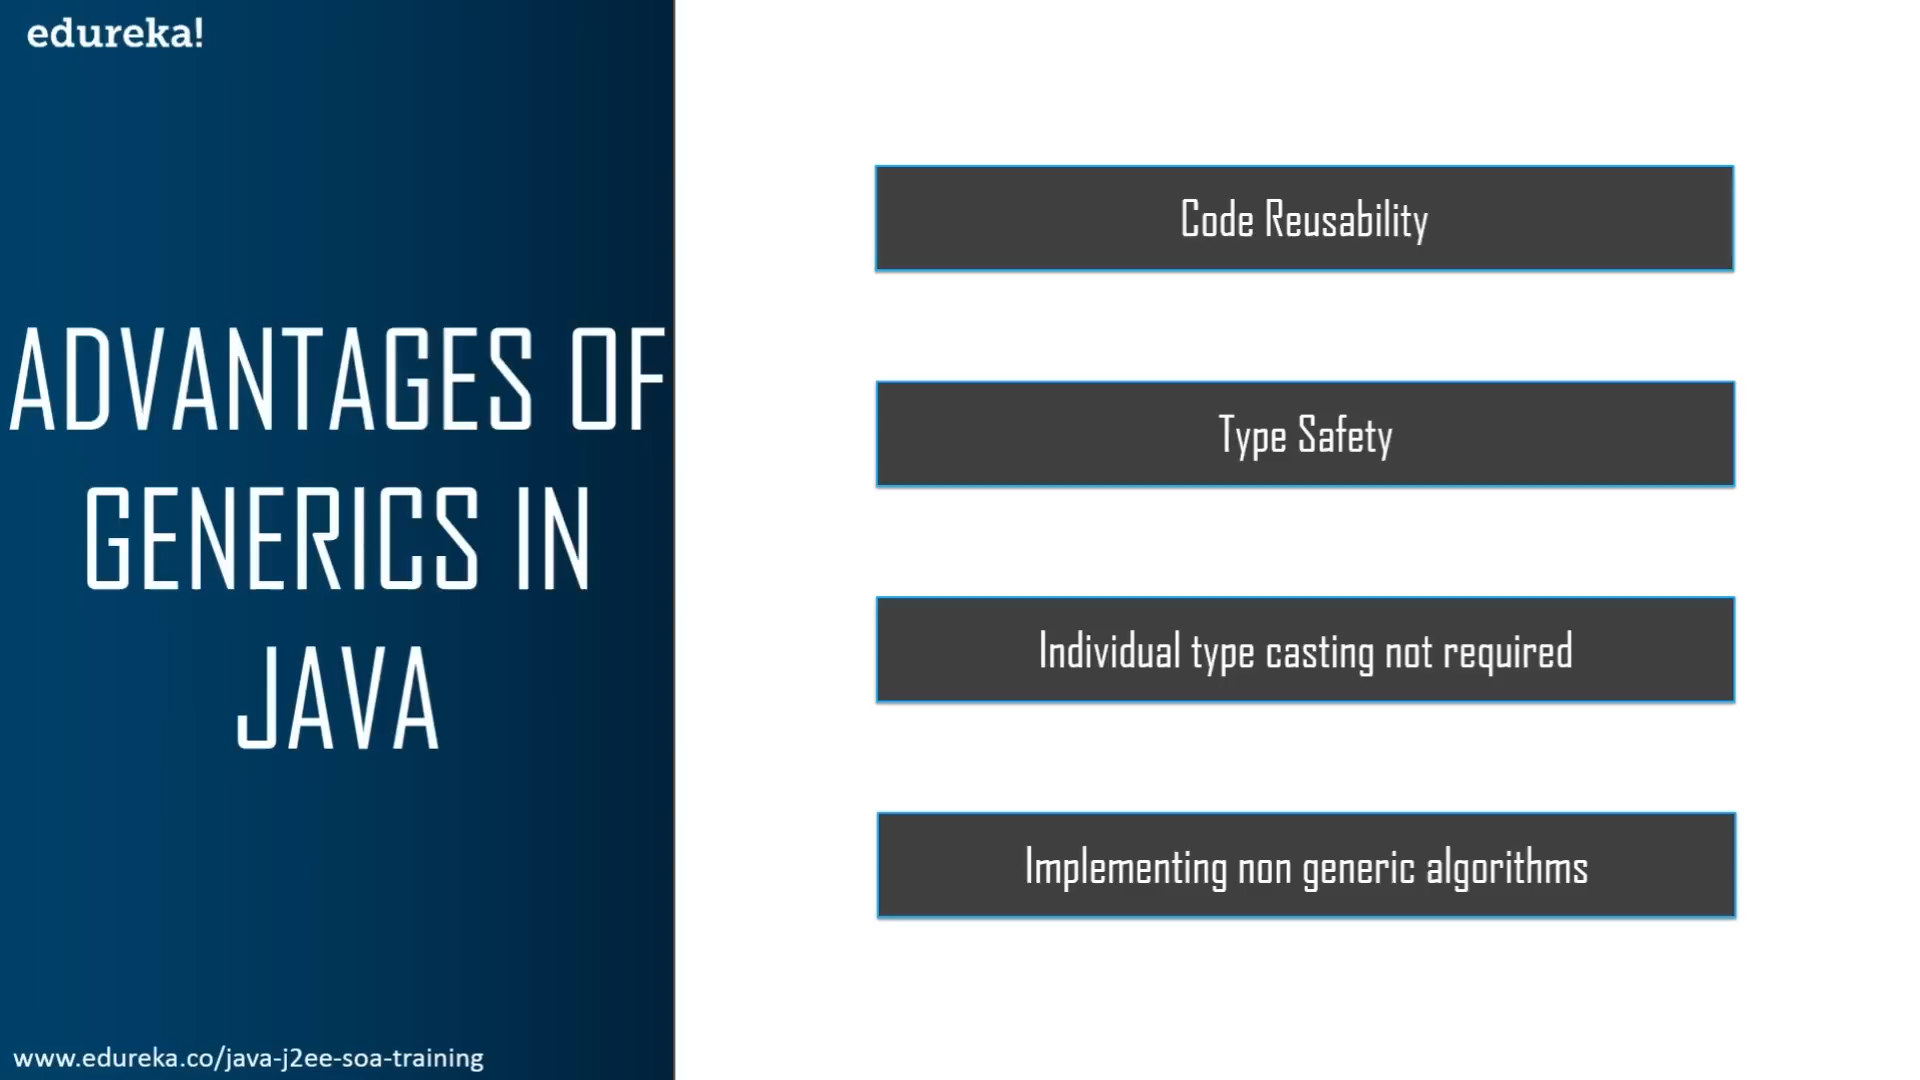 edureka!
ADVANTAGES OF
GENERICS IN
JAVA
Code Reusability
Type Safety
Individual type casting not required
Implementing non generic algorithms
www.edureka.co/java-j2ee-soa-training